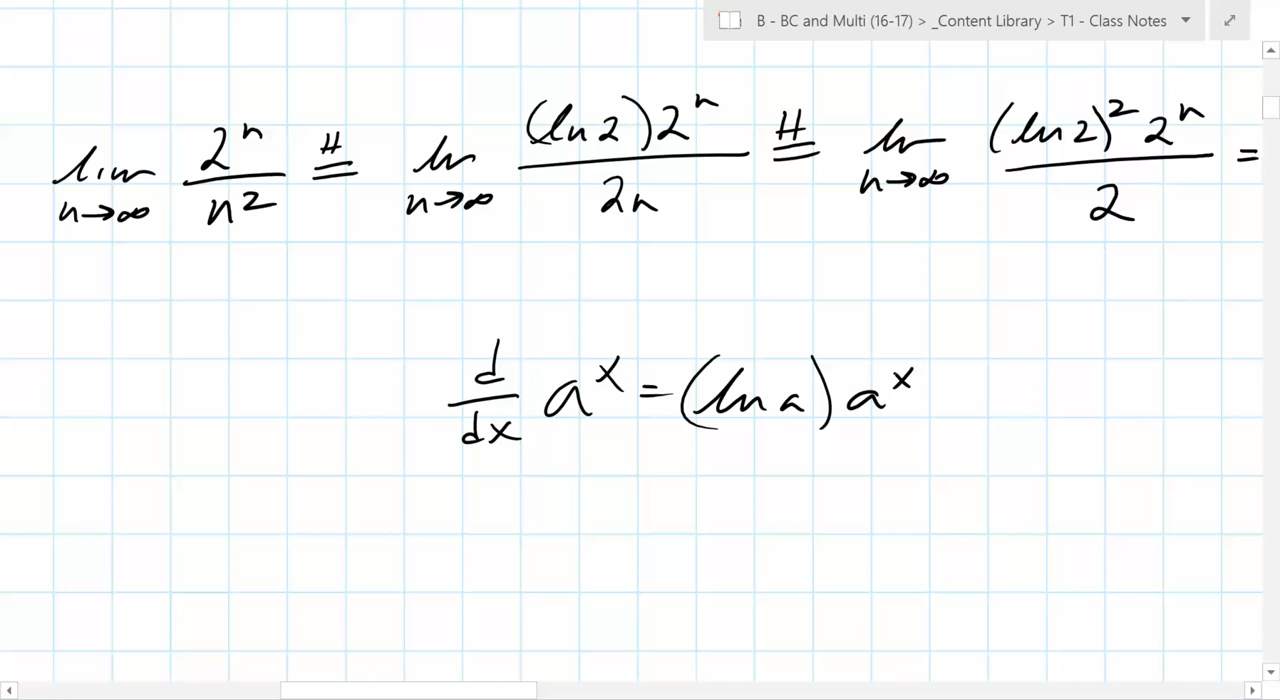 B - BC and Multi (16-17) > _Content Library > T1 - Class Notes
lim n→∞ 2^n / n^2 =^H lim n→∞ (ln 2) 2^n / 2n =^H lim n→∞ (ln 2)^2 2^n / 2 =
d/dx a^x = (ln a) a^x